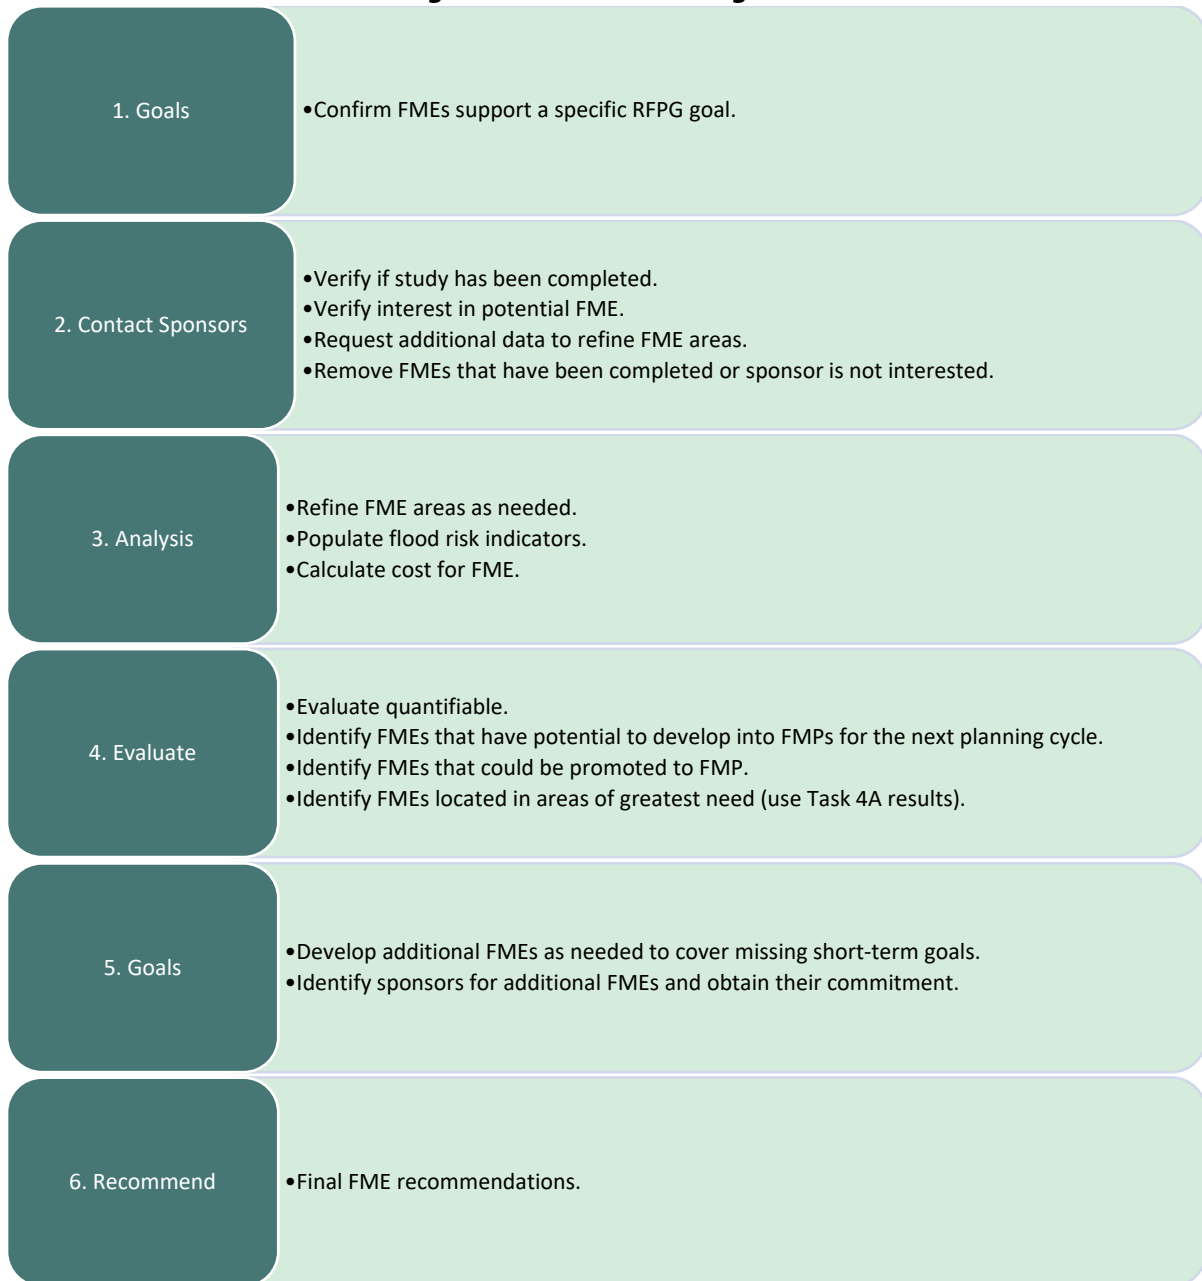 1. Goals
•Confirm FMEs support a specific RFPG goal.
2. Contact Sponsors
•Verify if study has been completed.
•Verify interest in potential FME.
•Request additional data to refine FME areas.
•Remove FMEs that have been completed or sponsor is not interested.
3. Analysis
•Refine FME areas as needed.
•Populate flood risk indicators.
•Calculate cost for FME.
4. Evaluate
•Evaluate quantifiable.
•Identify FMEs that have potential to develop into FMPs for the next planning cycle.
•Identify FMEs that could be promoted to FMP.
•Identify FMEs located in areas of greatest need (use Task 4A results).
5. Goals
•Develop additional FMEs as needed to cover missing short-term goals.
•Identify sponsors for additional FMEs and obtain their commitment.
6. Recommend
•Final FME recommendations.